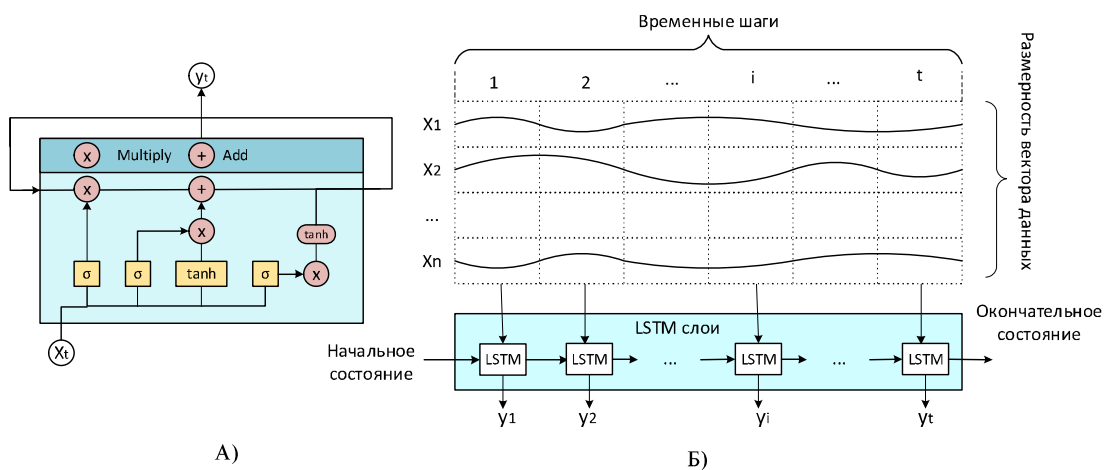 yt
x Multiply + Add
x +
x
tanh
σ σ tanh σ x
Xt
А)
Временные шаги
1 2 ... i ... t
X1
X2
...
Xn
Размерность вектора данных
LSTM слои
Начальное
состояние
LSTM LSTM ... LSTM ... LSTM
Окончательное
состояние
y1 y2 yi yt
Б)